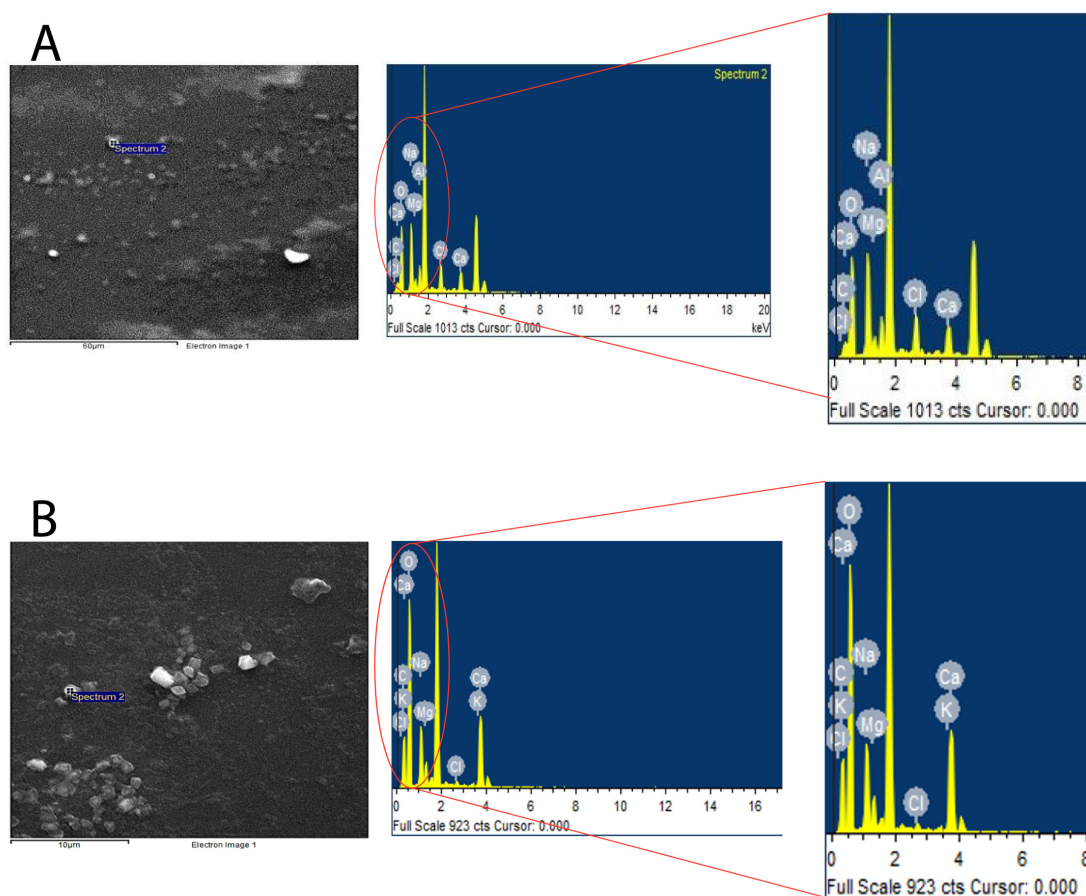 A
Spectrum 2
60μm
Electron Image 1
Spectrum 2
Na
Al
O
Mg
Ca
C
Cl
Cl
Ca
0 2 4 6 8 10 12 14 16 18 20
Full Scale 1013 cts Cursor: 0.000
keV
Na
Al
O
Mg
Ca
C
Cl
Cl
Ca
0 2 4 6 8
Full Scale 1013 cts Cursor: 0.000
B
Spectrum 2
10μm
Electron Image 1
O
Ca
Na
C
K
Cl
Mg
Cl
Ca
K
0 2 4 6 8 10 12 14 16
Full Scale 923 cts Cursor: 0.000
O
Ca
Na
C
K
Cl
Mg
Cl
Ca
K
0 2 4 6 8
Full Scale 923 cts Cursor: 0.000